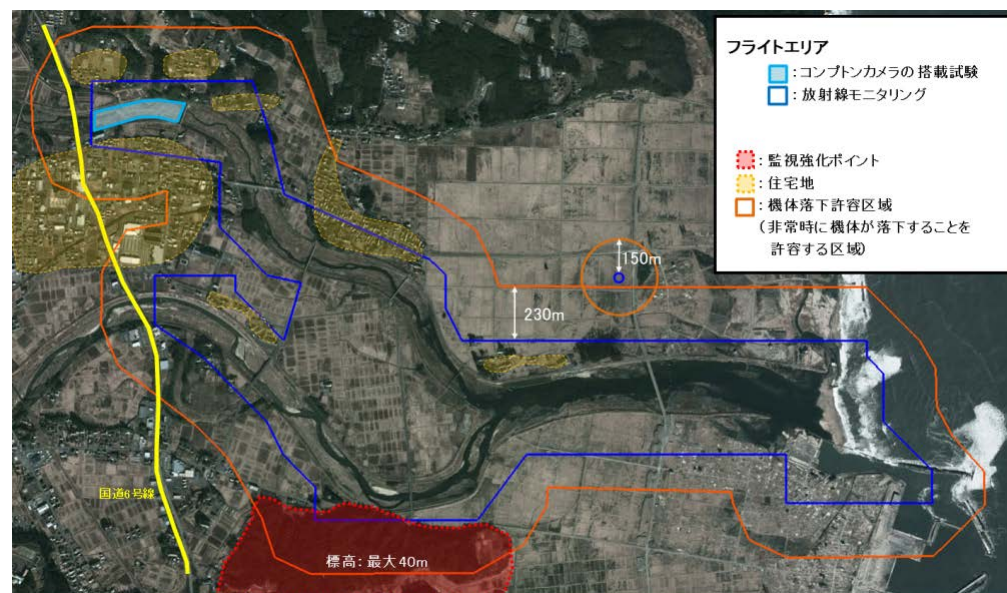 フライトエリア
:コンプトンカメラの搭載試験
:放射線モニタリング
:監視強化ポイント
:住宅地
:機体落下許容区域
(非常時に機体が落下することを
許容する区域)
150m
230m
国道6号線
標高:最大40m